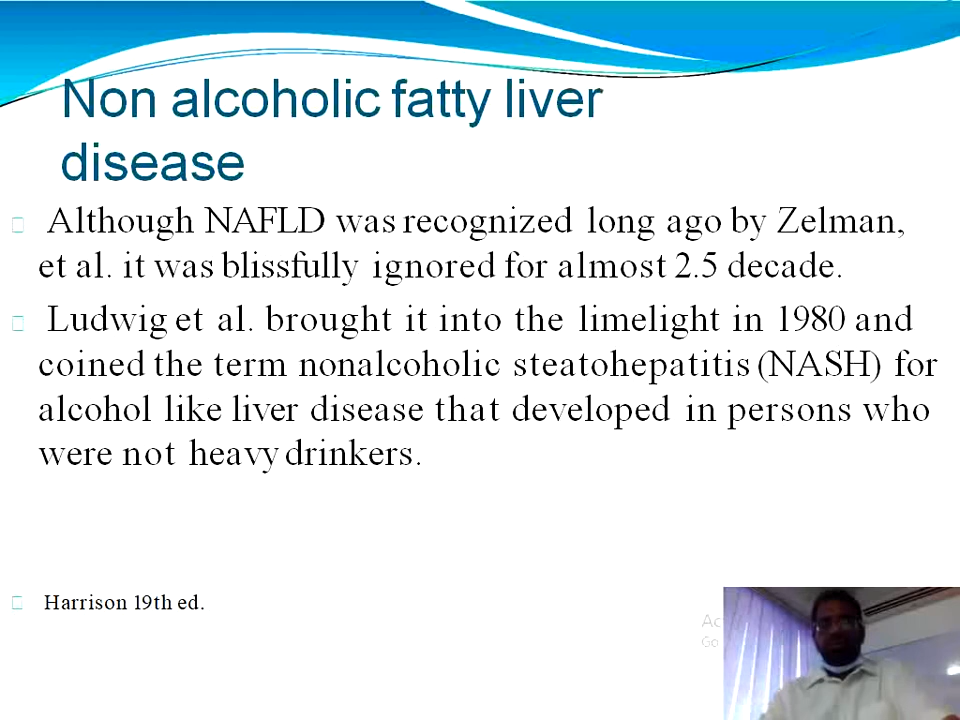 Non alcoholic fatty liver
disease
Although NAFLD was recognized long ago by Zelman,
et al. it was blissfully ignored for almost 2.5 decade.
Ludwig et al. brought it into the limelight in 1980 and
coined the term nonalcoholic steatohepatitis (NASH) for
alcohol like liver disease that developed in persons who
were not heavy drinkers.
Harrison 19th ed.
Go